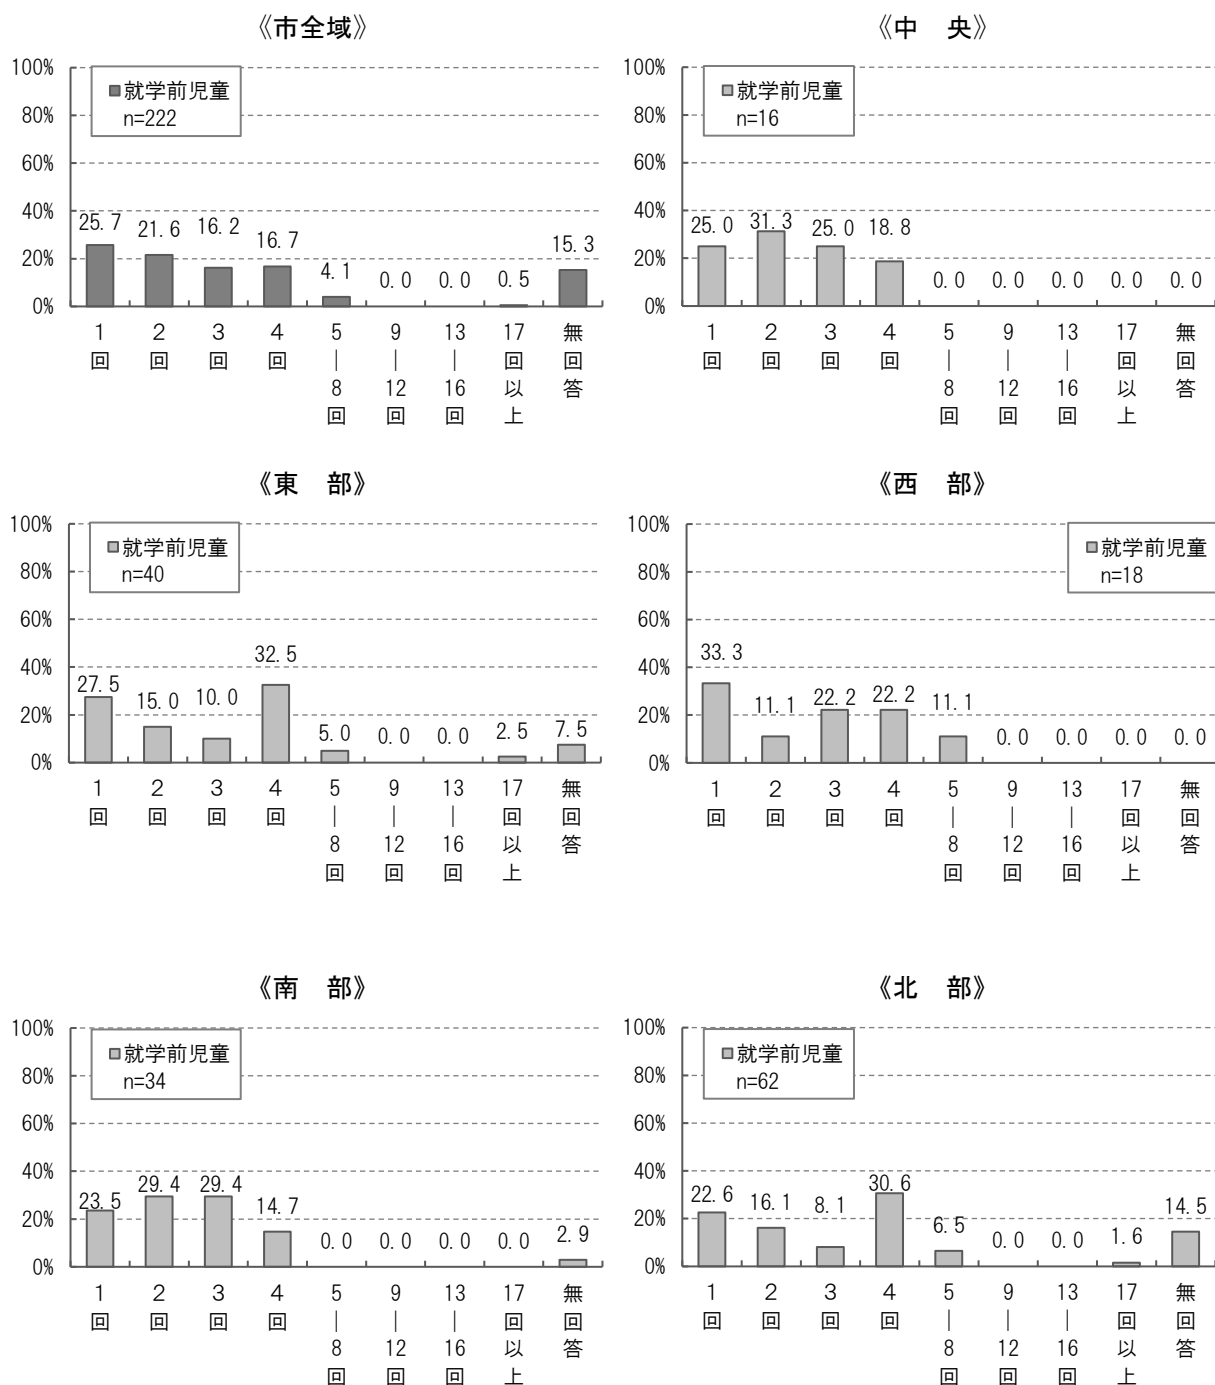 《市全域》
100%
80%
60%
40%
20%
0%
■就学前児童
n=222
25.7
21.6
16.2
16.7
4.1
0.0
0.0
0.5
15.3
1回
2回
3回
4回
5|8回
9|12回
13|16回
17回以上
無回答
《中　央》
100%
80%
60%
40%
20%
0%
■就学前児童
n=16
25.0
31.3
25.0
18.8
0.0
0.0
0.0
0.0
0.0
1回
2回
3回
4回
5|8回
9|12回
13|16回
17回以上
無回答
《東　部》
100%
80%
60%
40%
20%
0%
■就学前児童
n=40
27.5
15.0
10.0
32.5
5.0
0.0
0.0
2.5
7.5
1回
2回
3回
4回
5|8回
9|12回
13|16回
17回以上
無回答
《西　部》
100%
80%
60%
40%
20%
0%
■就学前児童
n=18
33.3
11.1
22.2
22.2
11.1
0.0
0.0
0.0
0.0
1回
2回
3回
4回
5|8回
9|12回
13|16回
17回以上
無回答
《南　部》
100%
80%
60%
40%
20%
0%
■就学前児童
n=34
23.5
29.4
29.4
14.7
0.0
0.0
0.0
0.0
2.9
1回
2回
3回
4回
5|8回
9|12回
13|16回
17回以上
無回答
《北　部》
100%
80%
60%
40%
20%
0%
■就学前児童
n=62
22.6
16.1
8.1
30.6
6.5
0.0
0.0
1.6
14.5
1回
2回
3回
4回
5|8回
9|12回
13|16回
17回以上
無回答